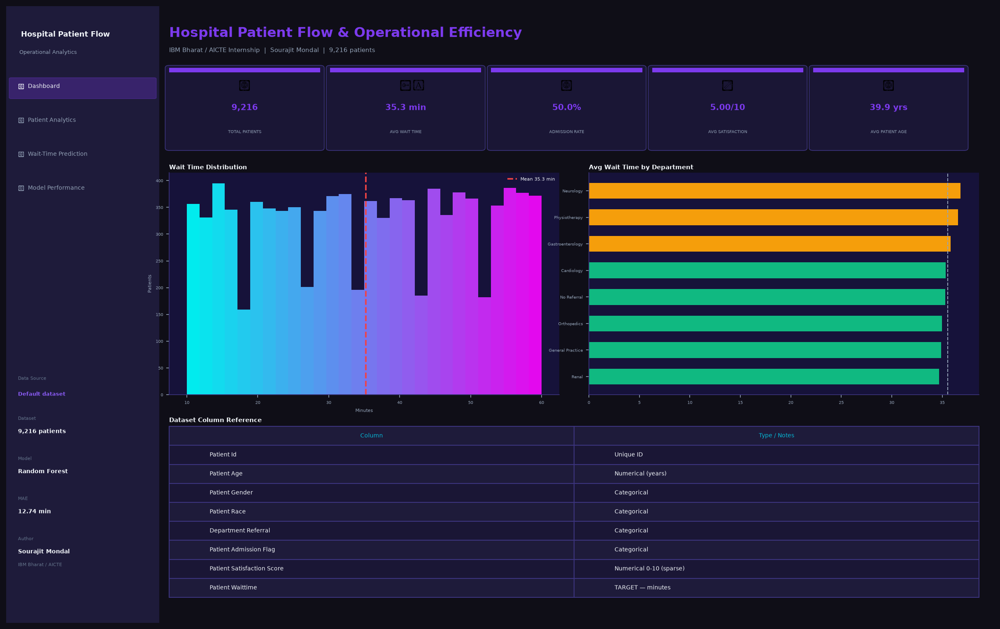 Hospital Patient Flow
Operational Analytics
Dashboard
Patient Analytics
Wait-Time Prediction
Model Performance
Data Source
Default dataset
Dataset
9,216 patients
Model
Random Forest
MAE
12.74 min
Author
Sourajit Mondal
IBM Bharat / AICTE
Hospital Patient Flow & Operational Efficiency
IBM Bharat / AICTE Internship | Sourajit Mondal | 9,216 patients
9,216
TOTAL PATIENTS
35.3 min
AVG WAIT TIME
50.0%
ADMISSION RATE
5.00/10
AVG SATISFACTION
39.9 yrs
AVG PATIENT AGE
Wait Time Distribution
Mean 35.3 min
400
350
300
250
200
150
100
50
0
Patients
10 20 30 40 50 60
Minutes
Avg Wait Time by Department
Neurology
Physiotherapy
Gastroenterology
Cardiology
No Referral
Orthopedics
General Practice
Renal
0 5 10 15 20 25 30 35
Dataset Column Reference
Column Type / Notes
Patient Id Unique ID
Patient Age Numerical (years)
Patient Gender Categorical
Patient Race Categorical
Department Referral Categorical
Patient Admission Flag Categorical
Patient Satisfaction Score Numerical 0-10 (sparse)
Patient Waittime TARGET — minutes